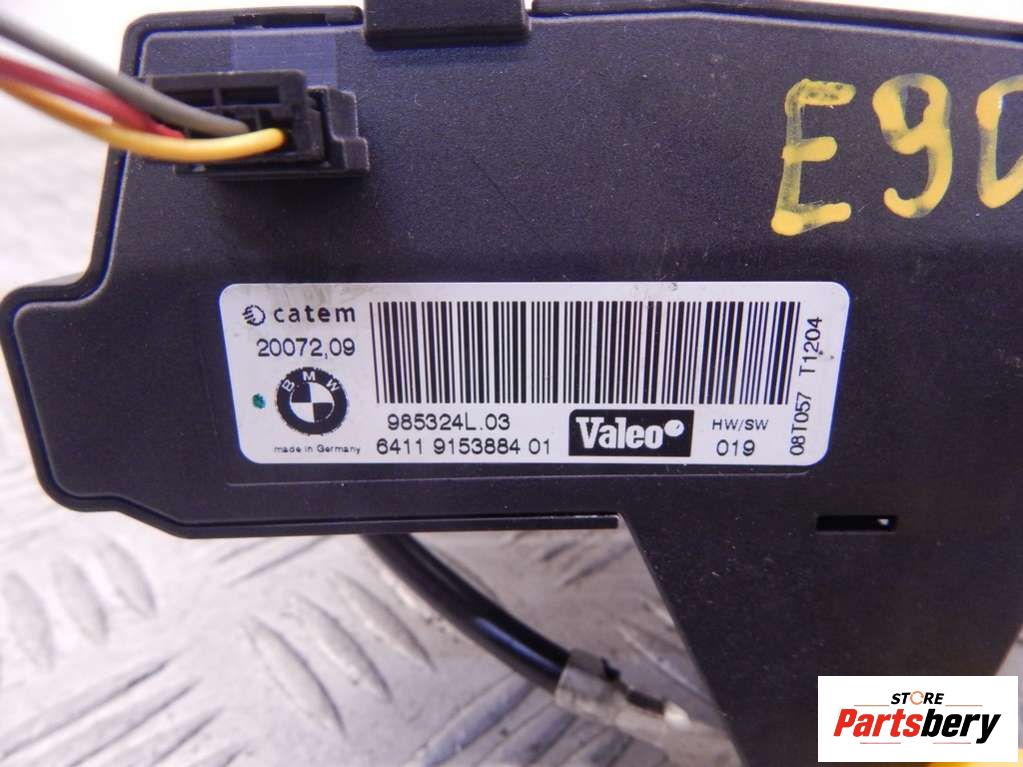 E90
catem
20072,09
BMW
made in Germany
985324L.03
6411 9153884 01
Valeo
HW/SW
019
08T057 T1204
STORE
Partsbery